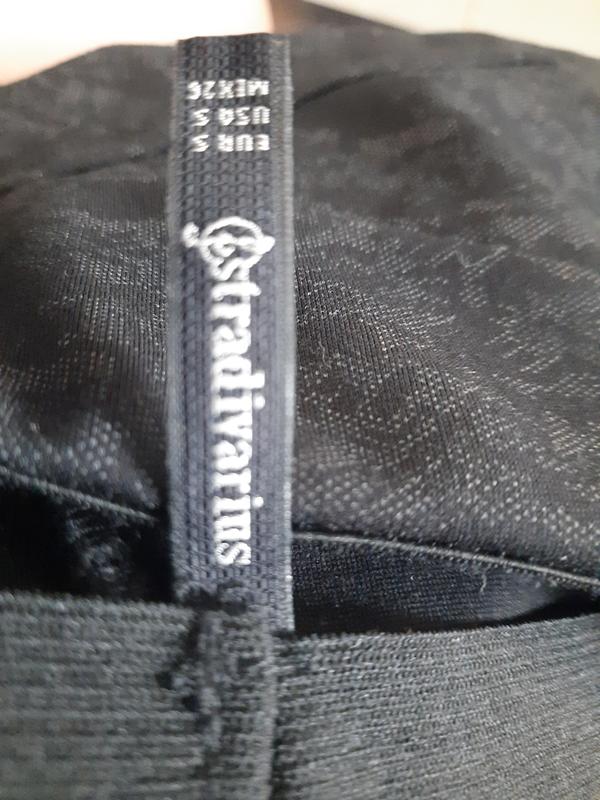 stradivarius
EUR S
USA S
MEX 26